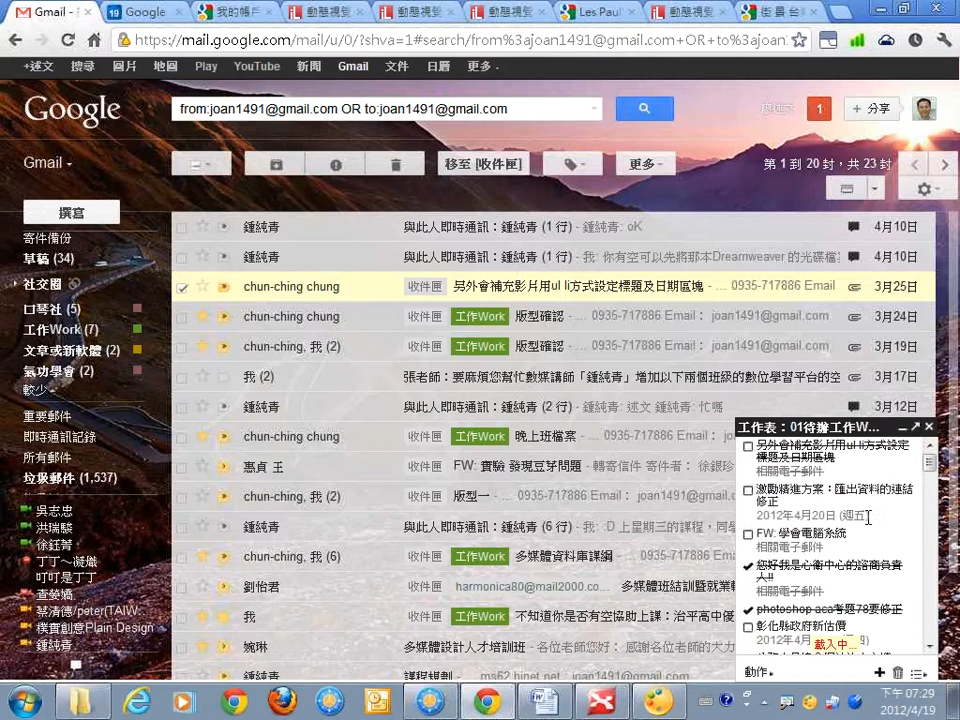 Gmail -
Google
我的帳戶
動態視覺
動態視覺
動態視覺
Les Paul
動態視覺
街景台
https://mail.google.com/mail/u/0/?shva=1#search/from%3ajoan1491@gmail.com+OR+to%3ajoan
+述文 搜尋 圖片 地圖 Play YouTube 新聞 Gmail 文件 日曆 更多
Google
from:joan1491@gmail.com OR to:joan1491@gmail.com
1
+ 分享
Gmail
移至 [收件匣]
更多
第 1 到 20 封，共 23 封
撰寫
寄件備份
草稿 (34)
社交圈
口琴社 (5)
工作Work (7)
文章或新軟體 (2)
氣功學會 (2)
較少
重要郵件
即時通訊記錄
所有郵件
垃圾郵件 (1,537)
吳志忠
洪瑞駿
徐鈺菁
丁丁～凝
叮叮是丁丁
查榮
蔡清德/peter(TAIW...
樸實創意Plain Design
鍾純青
鍾純青 與此人即時通訊：鍾純青 (1 行) - 鍾純青: oK 4月10日
鍾純青 與此人即時通訊：鍾純青 (1 行) - 我: 你有空可以先將那本Dreamweaver 的光碟檔 4月10日
chun-ching chung 收件匣 另外會補充影片用ul li方式設定標題及日期區塊 - ... 0935-717886 Email 3月25日
chun-ching chung 收件匣 工作Work 版型確認 - ... 0935-717886 Email： joan1491@gmail.com 3月24日
chun-ching, 我 (2) 收件匣 工作Work 版型確認 - ... 0935-717886 Email： joan1491@gmail.com 3月19日
我 (2) 張老師：要麻煩您幫忙數媒講師「鍾純青」增加以下兩個班級的數位學習平台的空 3月17日
鍾純青 與此人即時通訊：鍾純青 (2 行) - 鍾純青: 述文 鍾純青: 忙嗎 3月12日
chun-ching chung 收件匣 工作Work 晚上班檔案 - ... 0935-717886 Email：
惠貞 王 FW: 實驗 發現豆芽問題 - 轉寄信件 寄件者： 徐銀珍
chun-ching, 我 (2) 收件匣 版型一 - ... 0935-717886 Email： joan1491@gmail.com
鍾純青 與此人即時通訊：鍾純青 (6 行) - 我: :D 上星期三的課程，同學
chun-ching, 我 (6) 收件匣 工作Work 多媒體資料庫課綱 - ... 0935-717886 Email：
劉怡君 收件匣 harmonica80@mail2000.co... 多媒體班結訓暨就業
我 收件匣 工作Work 不知道你是否有空協助上課：治平高中
婉琳 多媒體設計人才培訓班 - 各位老師您好： 感謝各位老師的大力
課程規劃 - ms62.hinet.net
工作表：01待辦工作W...
另外會補充影片用ul li方式設定
標題及日期區塊
相關電子郵件
激勵精進方案：匯出資料的連結
修正
2012年4月20日 (週五)
FW: 學會電腦系統
相關電子郵件
您好我是心衛中心的諮商負責
人!!
相關電子郵件
photoshop aca考題78要修正
彰化縣政府新估價
2012年4月
載入中...
動作
下午 07:29
2012/4/19